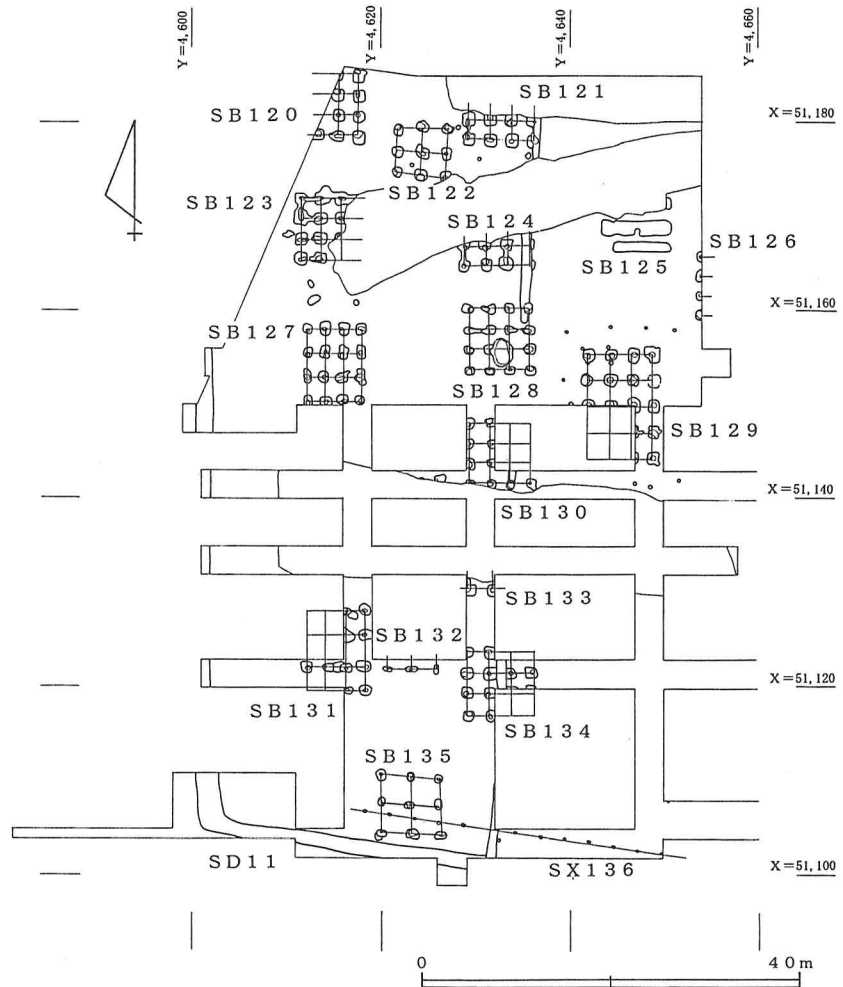 Y=4,600
Y=4,620
Y=4,640
Y=4,660
SB121
SB120
X=51,180
SB122
SB123
SB124
SB126
SB125
X=51,160
SB127
SB128
SB129
X=51,140
SB130
SB133
SB132
X=51,120
SB131
SB134
SB135
SD11
SX136
X=51,100
0
40m